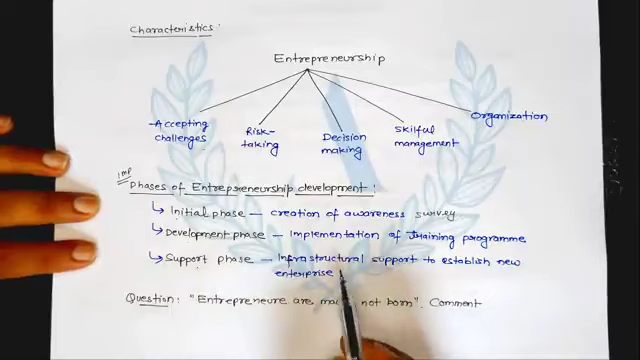 Characteristics:
Entrepreneurship
Accepting challenges
Risk-taking
Decision making
Skilful management
Organization
Imp
Phases of Entrepreneurship development:
↳ Initial phase — creation of awareness survey
↳ Development phase — Implementation of training programme
↳ Support phase — Infrastructural support to establish new
enterprise
Question: "Entrepreneure are not born". Comment